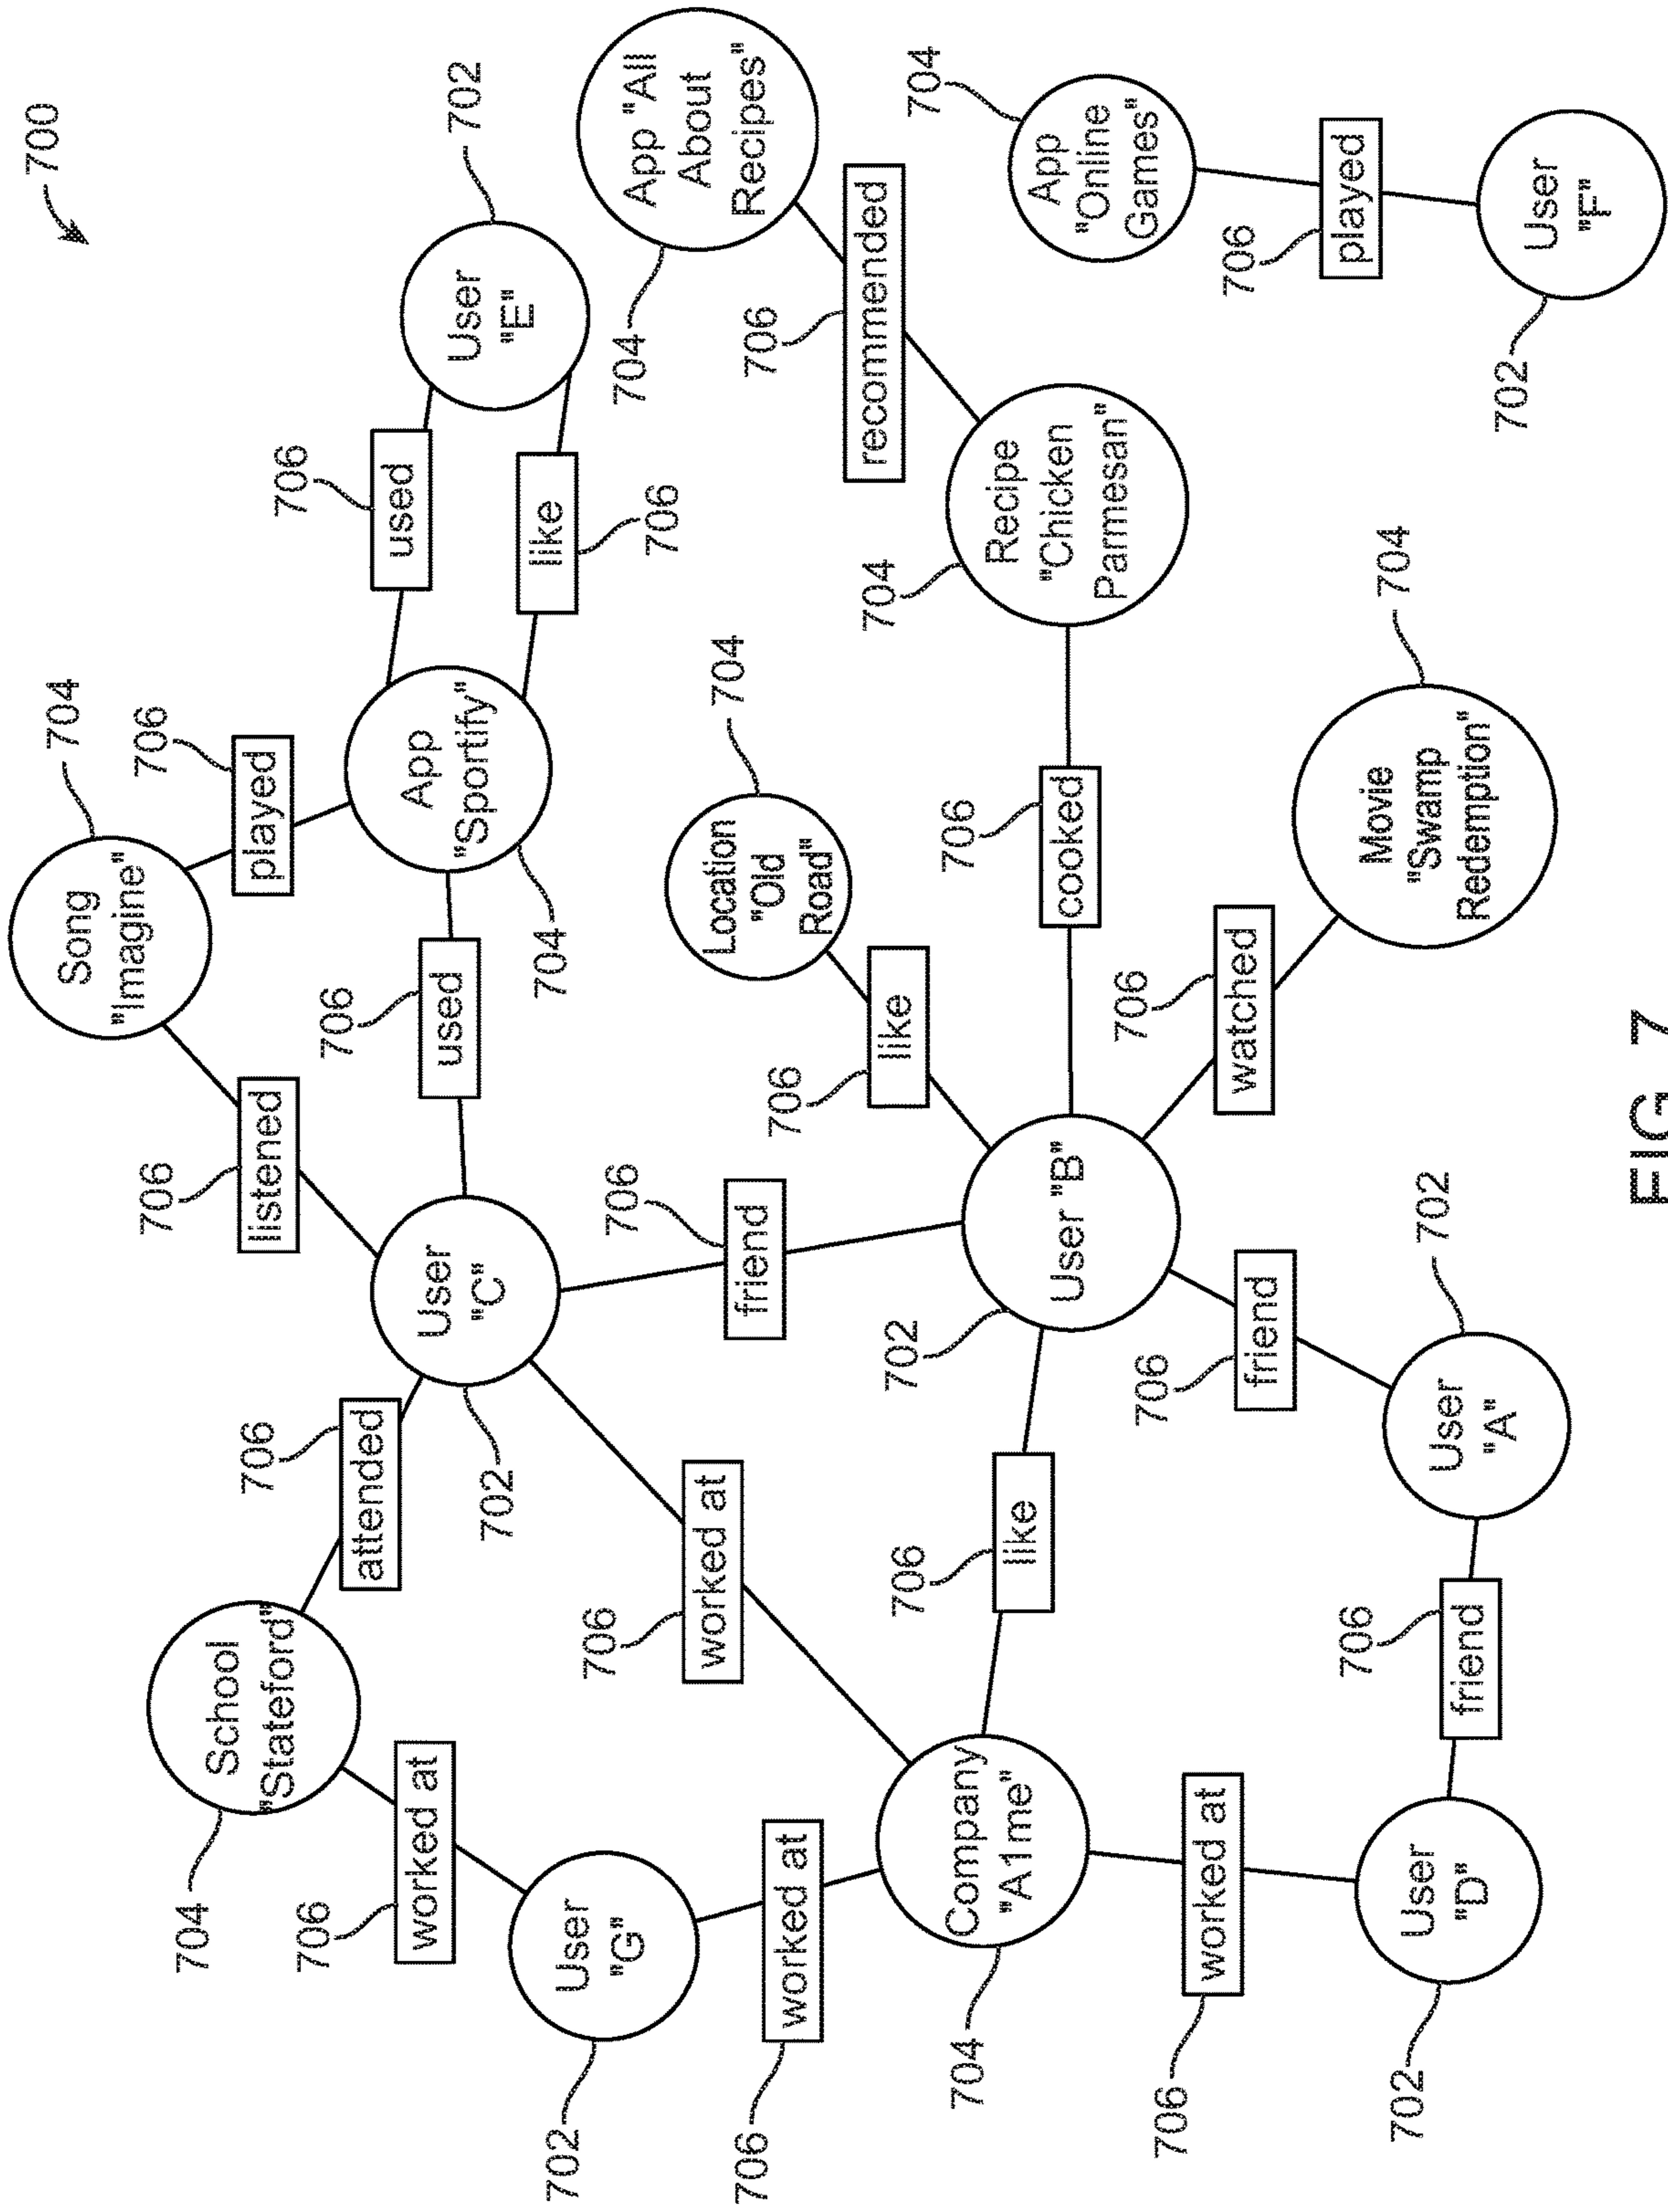 700
704
Song
"Imagine"
706
played
706
listened
704
School
"Stateford"
706
attended
706
worked at
702
User
"G"
702
User
"C"
706
used
App
"Sportify"
704
706
used
like
706
User
"E"
702
702
706
worked at
706
worked at
706
friend
704
Location
"Old
Road"
706
like
704
App "All
About
Recipes"
706
recommended
704
Company
"A1me"
706
like
702
User "B"
706
cooked
704
Recipe
"Chicken
Parmesan"
704
App
"Online
Games"
706
worked at
706
friend
706
watched
704
Movie
"Swamp
Redemption"
706
played
702
User
"D"
706
friend
702
User
"A"
702
User
"F"
FIG. 7